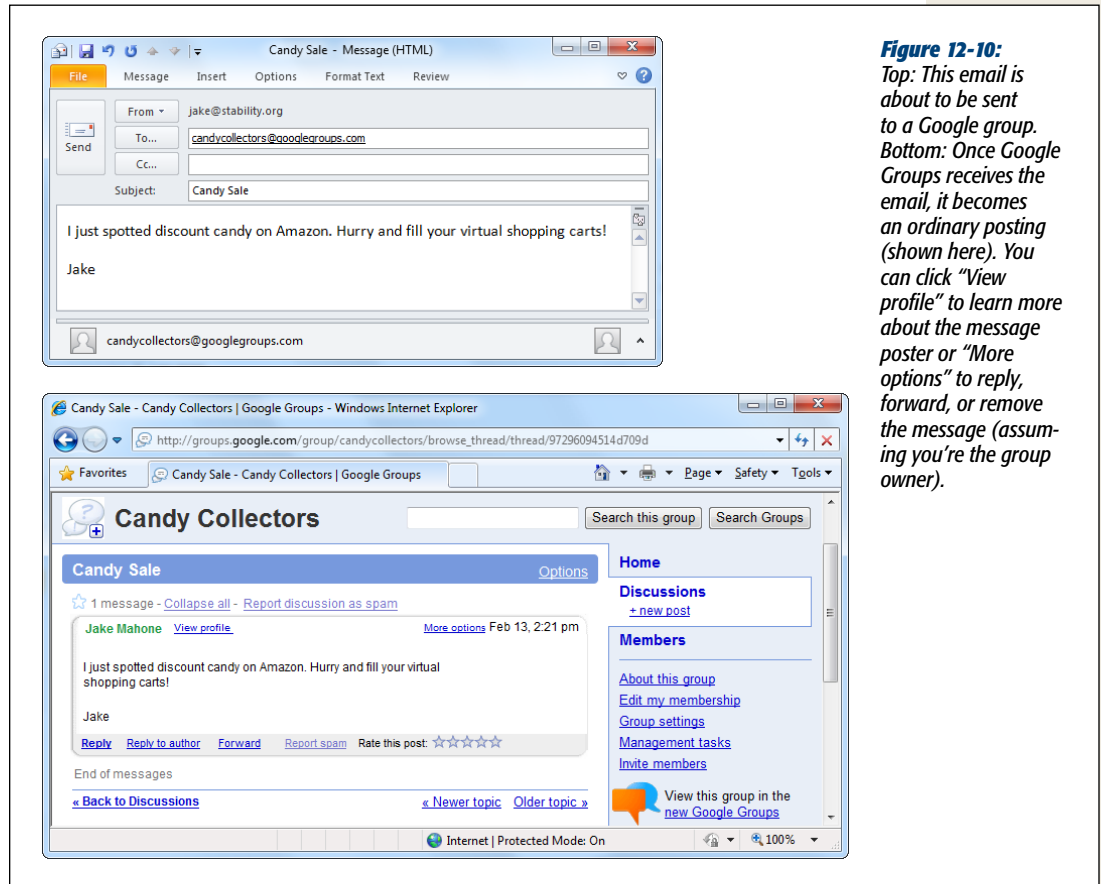 Candy Sale - Message (HTML)
File Message Insert Options Format Text Review
From jake@stability.org
Send
To... candycollectors@googlegroups.com
Cc...
Subject: Candy Sale
I just spotted discount candy on Amazon. Hurry and fill your virtual shopping carts!
Jake
candycollectors@googlegroups.com
Figure 12-10:
Top: This email is
about to be sent
to a Google group.
Bottom: Once Google
Groups receives the
email, it becomes
an ordinary posting
(shown here). You
can click “View
profile” to learn more
about the message
poster or “More
options” to reply,
forward, or remove
the message (assum-
ing you’re the group
owner).
Candy Sale - Candy Collectors | Google Groups - Windows Internet Explorer
http://groups.google.com/group/candycollectors/browse_thread/thread/97296094514d709d
Favorites Candy Sale - Candy Collectors | Google Groups Page Safety Tools
Candy Collectors Search this group Search Groups
Candy Sale Options
1 message - Collapse all - Report discussion as spam
Jake Mahone View profile More options Feb 13, 2:21 pm
I just spotted discount candy on Amazon. Hurry and fill your virtual
shopping carts!
Jake
Reply Reply to author Forward Report spam Rate this post:
End of messages
« Back to Discussions « Newer topic Older topic »
Home
Discussions
+ new post
Members
About this group
Edit my membership
Group settings
Management tasks
Invite members
View this group in the
new Google Groups
Internet | Protected Mode: On 100%